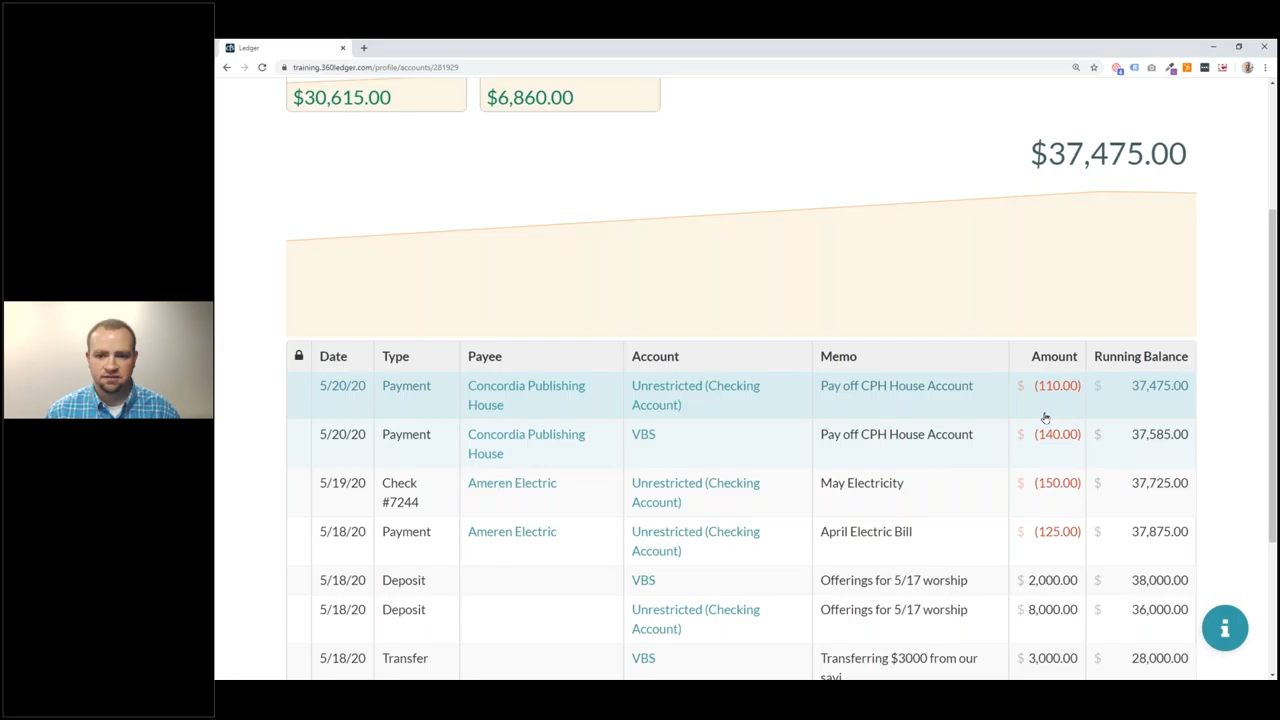 Ledger
training.360ledger.com/profile/accounts/281929
$30,615.00 $6,860.00
$37,475.00
Date Type Payee Account Memo Amount Running Balance
5/20/20 Payment Concordia Publishing Unrestricted (Checking Pay off CPH House Account $ (110.00) $ 37,475.00
House Account)
5/20/20 Payment Concordia Publishing VBS Pay off CPH House Account $ (140.00) $ 37,585.00
House
5/19/20 Check Ameren Electric Unrestricted (Checking May Electricity $ (150.00) $ 37,725.00
#7244 Account)
5/18/20 Payment Ameren Electric Unrestricted (Checking April Electric Bill $ (125.00) $ 37,875.00
Account)
5/18/20 Deposit VBS Offerings for 5/17 worship $ 2,000.00 $ 38,000.00
5/18/20 Deposit Unrestricted (Checking Offerings for 5/17 worship $ 8,000.00 $ 36,000.00
Account)
5/18/20 Transfer VBS Transferring $3000 from our $ 3,000.00 $ 28,000.00
savi